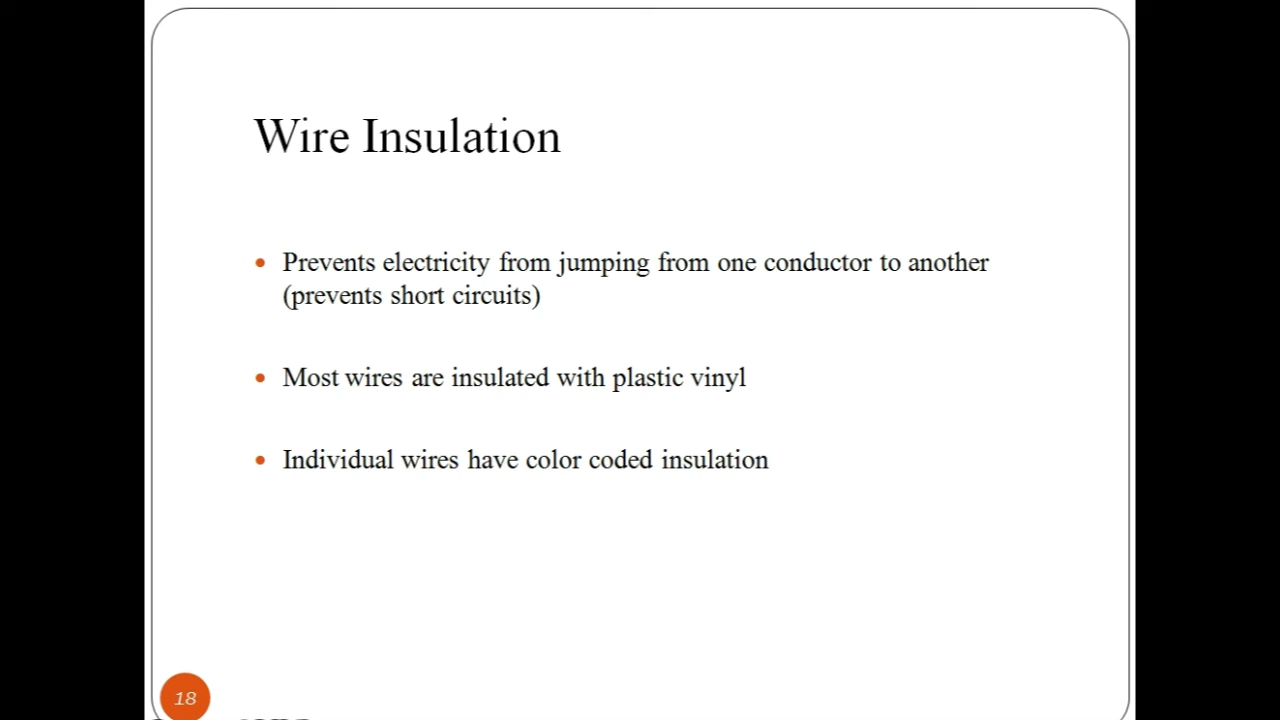 Wire Insulation
Prevents electricity from jumping from one conductor to another
(prevents short circuits)
Most wires are insulated with plastic vinyl
Individual wires have color coded insulation
18